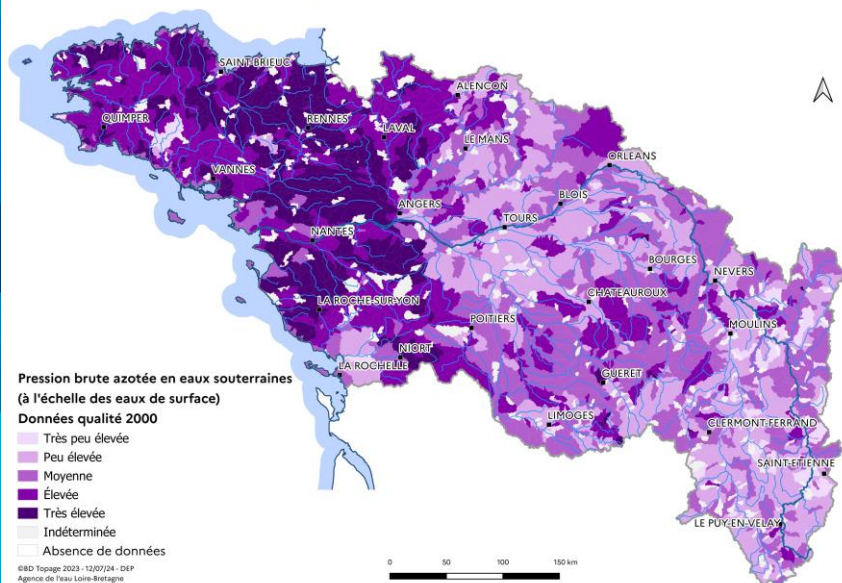 SAINT-BRIEUC
ALENCON
QUIMPER
RENNES
LAVAL
LE MANS
ORLEANS
VANNES
ANGERS
BLOIS
TOURS
NANTES
BOURGES
NEVERS
LA ROCHE-SUR-YON
CHATEAUROUX
POITIERS
MOULINS
NIORT
LA ROCHELLE
GUERET
LIMOGES
CLERMONT-FERRAND
SAINT-ETIENNE
LE PUY-EN-VELAY
Pression brute azotée en eaux souterraines
(à l'échelle des eaux de surface)
Données qualité 2000
Très peu élevée
Peu élevée
Moyenne
Élevée
Très élevée
Indéterminée
Absence de données
©BD Topage 2023 - 12/07/24 - DEP
Agence de l'eau Loire-Bretagne
0 50 100 150 km